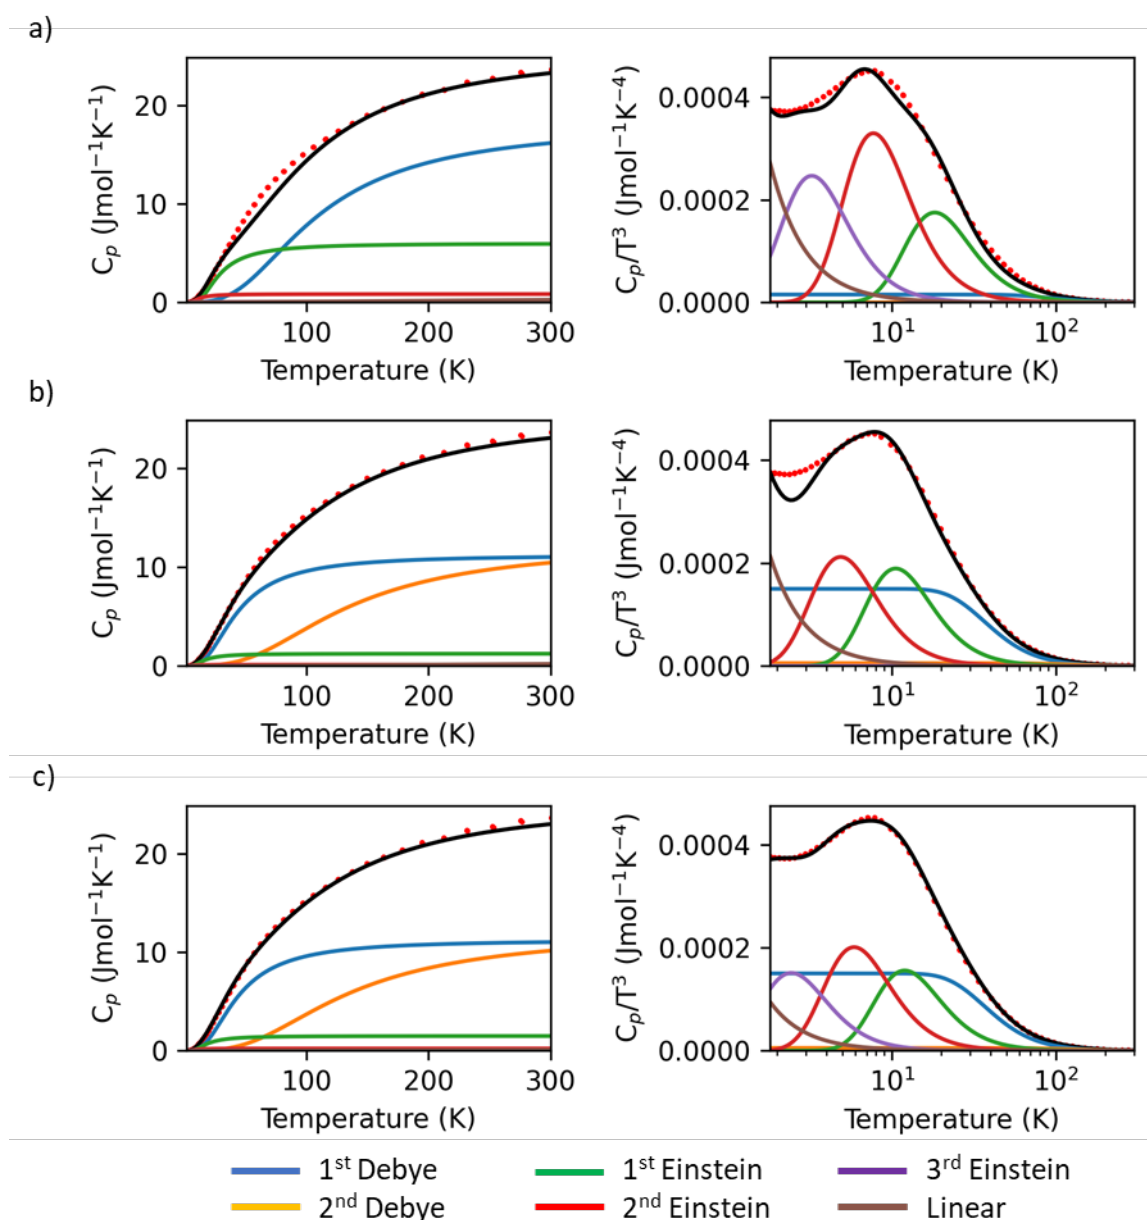 a)
Cₚ (Jmol⁻¹K⁻¹)
20
10
0
100 200 300
Temperature (K)
Cₚ/T³ (Jmol⁻¹K⁻⁴)
0.0004
0.0002
0.0000
10¹ 10²
Temperature (K)
b)
Cₚ (Jmol⁻¹K⁻¹)
20
10
0
100 200 300
Temperature (K)
Cₚ/T³ (Jmol⁻¹K⁻⁴)
0.0004
0.0002
0.0000
10¹ 10²
Temperature (K)
c)
Cₚ (Jmol⁻¹K⁻¹)
20
10
0
100 200 300
Temperature (K)
Cₚ/T³ (Jmol⁻¹K⁻⁴)
0.0004
0.0002
0.0000
10¹ 10²
Temperature (K)
1ˢᵗ Debye 1ˢᵗ Einstein 3ʳᵈ Einstein
2ⁿᵈ Debye 2ⁿᵈ Einstein Linear